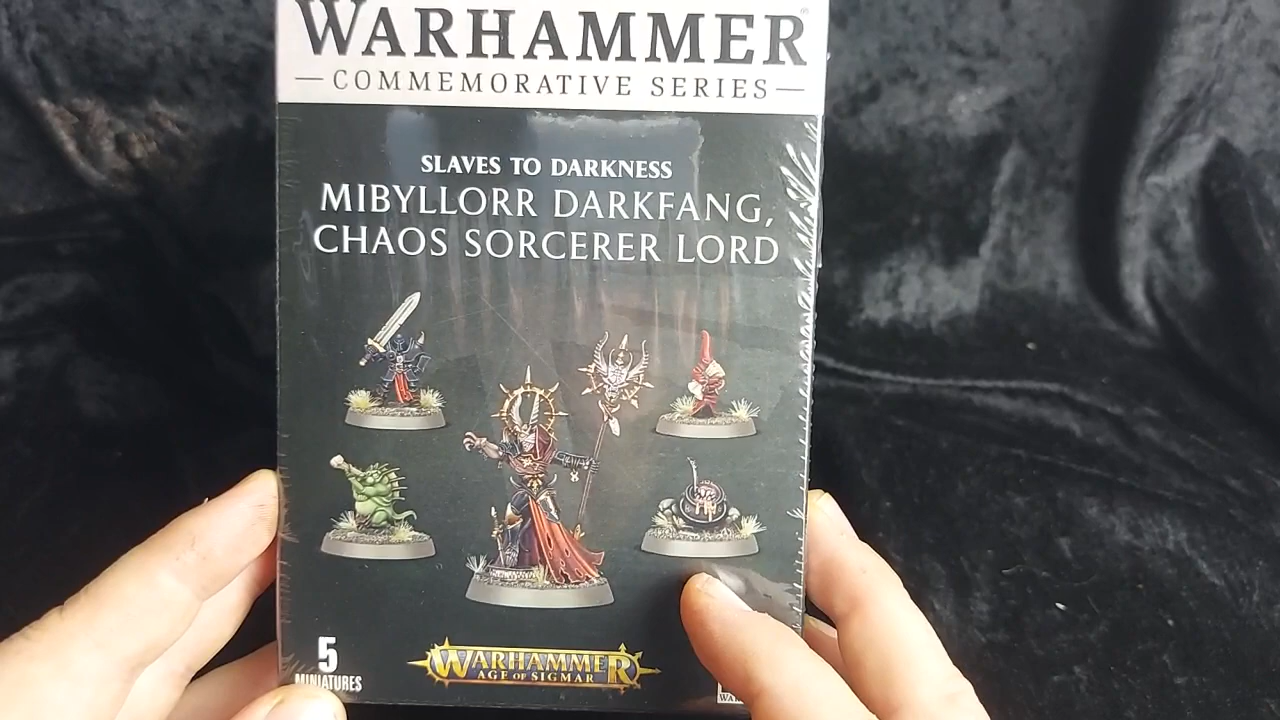 WARHAMMER
— COMMEMORATIVE SERIES —
SLAVES TO DARKNESS
MIBYLLORR DARKFANG,
CHAOS SORCERER LORD
5
MINIATURES
WARHAMMER
AGE OF SIGMAR